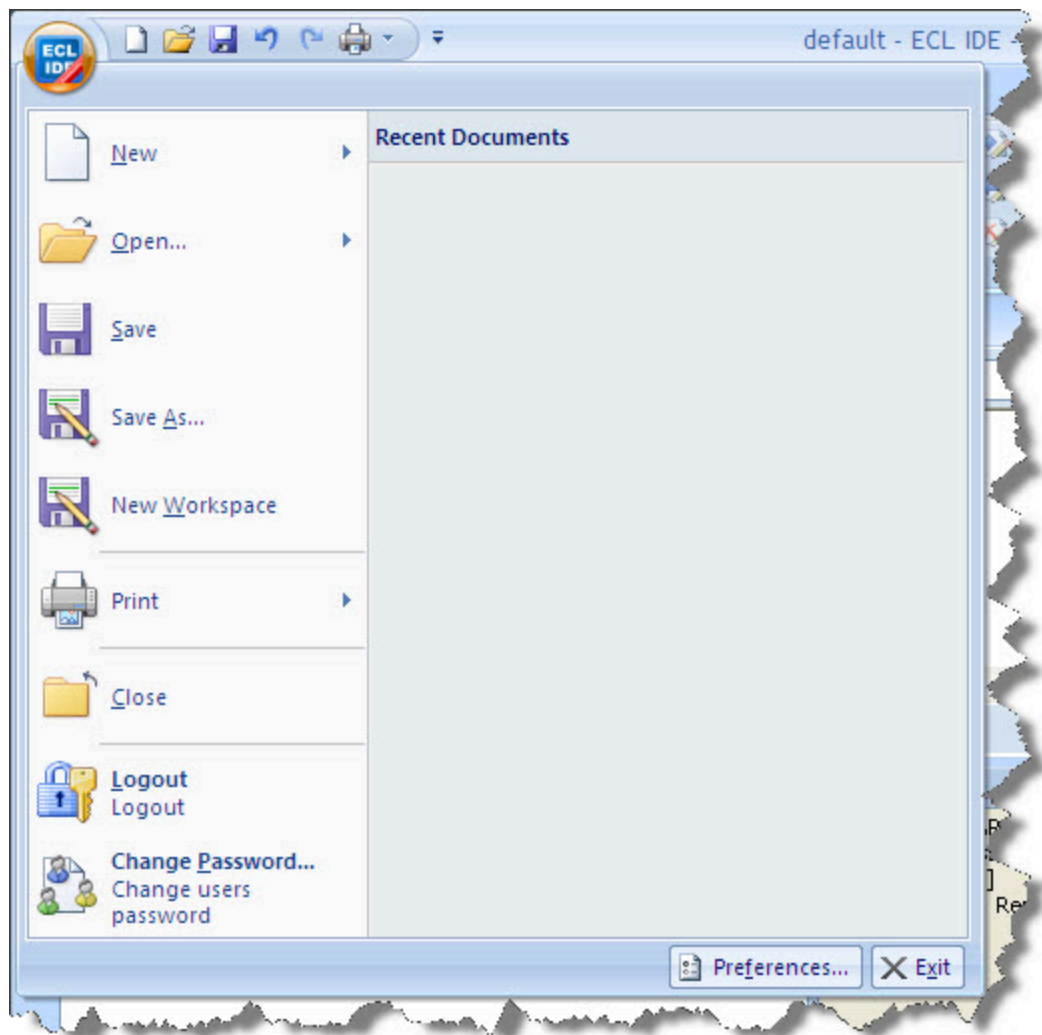 default - ECL IDE -
ECL
IDE
New
Recent Documents
Open...
Save
Save As...
New Workspace
Print
Close
Logout
Logout
Change Password...
Change users
password
Preferences...
Exit